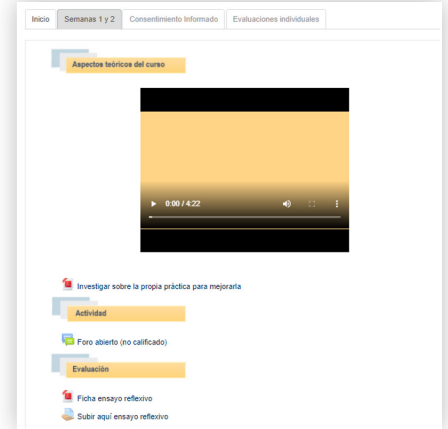 Inicio Semanas 1 y 2 Consentimiento Informado Evaluaciones individuales
Aspectos teóricos del curso
0:00 / 4:22
Investigar sobre la propia práctica para mejorarla
Actividad
Foro abierto (no calificado)
Evaluación
Ficha ensayo reflexivo
Subir aquí ensayo reflexivo